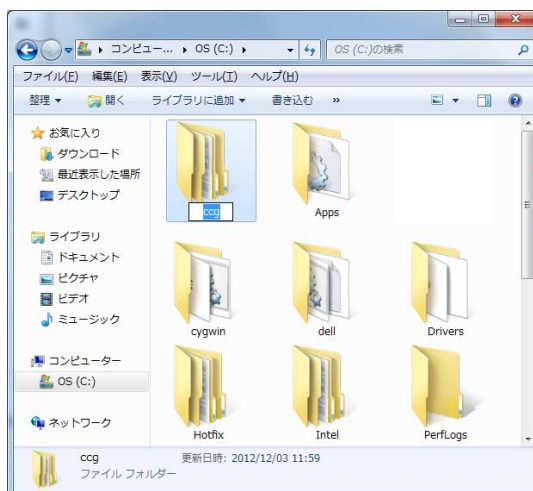 コンピュー... ▸ OS (C:) ▸
OS (C:)の検索
ファイル(F) 編集(E) 表示(V) ツール(T) ヘルプ(H)
整理 開く ライブラリに追加 書き込む »
お気に入り
ダウンロード
最近表示した場所
デスクトップ
ライブラリ
ドキュメント
ピクチャ
ビデオ
ミュージック
コンピューター
OS (C:)
ネットワーク
ccg
Apps
cygwin
dell
Drivers
Hotfix
Intel
PerfLogs
ccg 更新日時: 2012/12/03 11:59
ファイル フォルダー